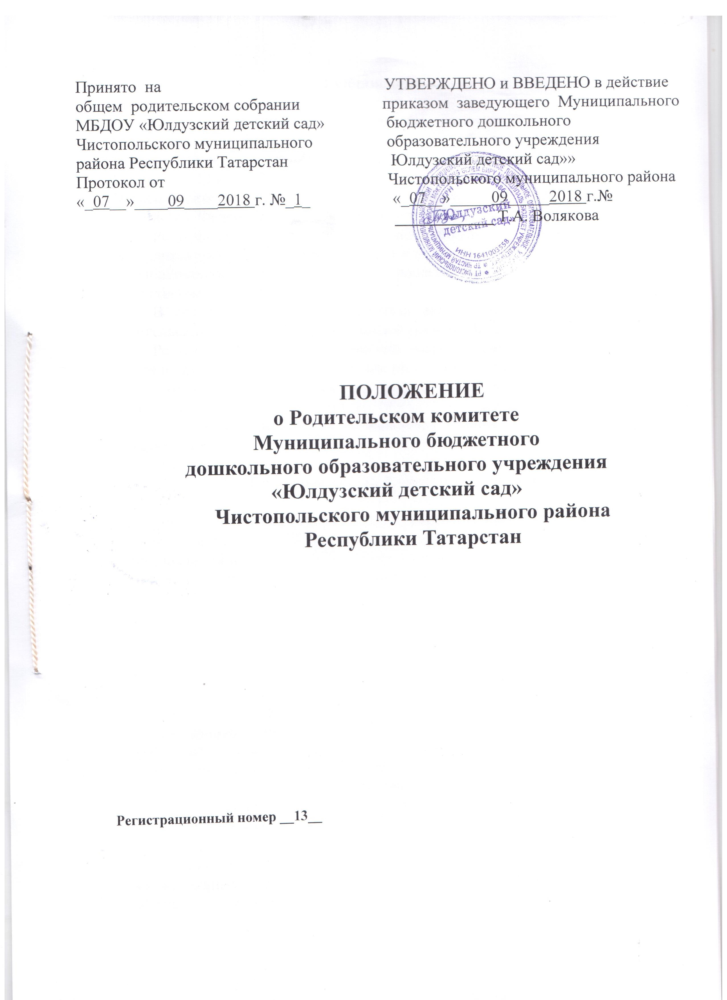 Принято на
общем родительском собрании
МБДОУ «Юлдузский детский сад»
Чистопольского муниципального
района Республики Татарстан
Протокол от
«_07__»____09____2018 г. №_1_
УТВЕРЖДЕНО и ВВЕДЕНО в действие
приказом заведующего Муниципального
бюджетного дошкольного
образовательного учреждения
Юлдузский детский сад»»
Чистопольского муниципального района
«_07__»_____09_____2018 г.№
____________Т.А. Волякова
«Юлдузский
детский сад»
ИНН 1641003558
ПОЛОЖЕНИЕ
о Родительском комитете
Муниципального бюджетного
дошкольного образовательного учреждения
«Юлдузский детский сад»
Чистопольского муниципального района
Республики Татарстан
Регистрационный номер __13__